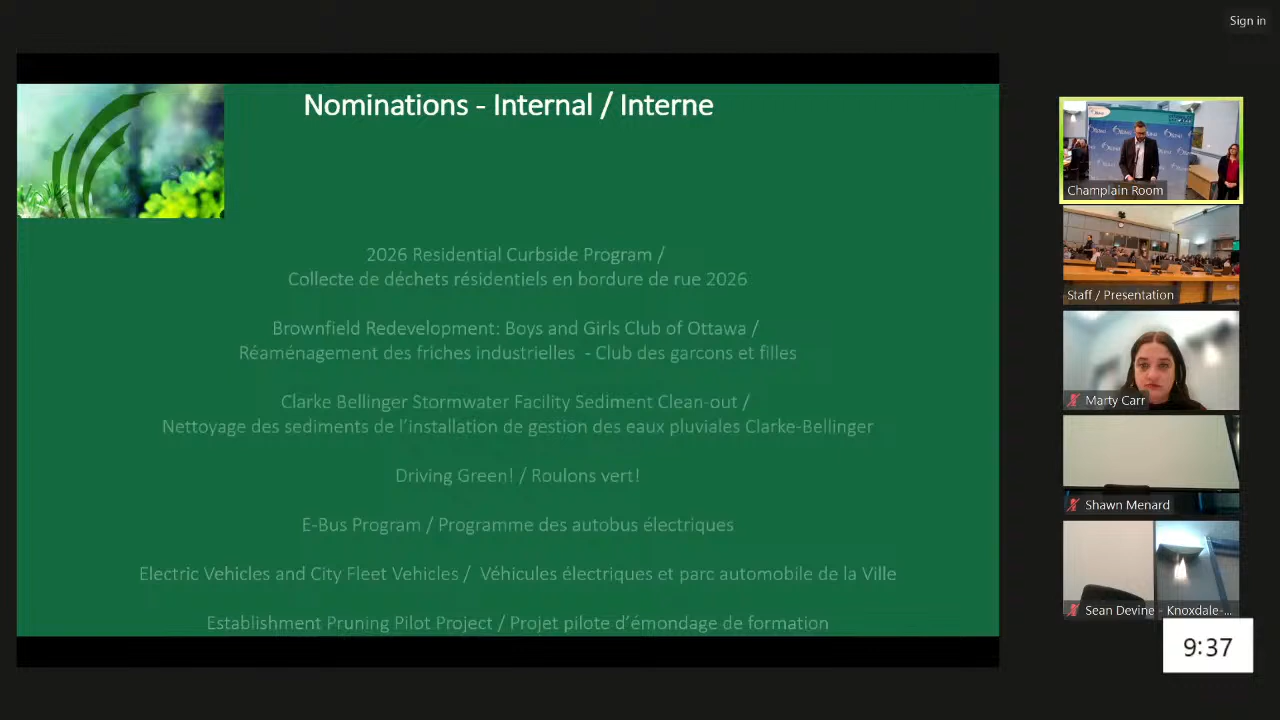 Sign in
Nominations - Internal / Interne
2026 Residential Curbside Program /
Collecte de déchets résidentiels en bordure de rue 2026
Brownfield Redevelopment: Boys and Girls Club of Ottawa /
Réaménagement des friches industrielles - Club des garcons et filles
Clarke Bellinger Stormwater Facility Sediment Clean-out /
Nettoyage des sediments de l'installation de gestion des eaux pluviales Clarke-Bellinger
Driving Green! / Roulons vert!
E-Bus Program / Programme des autobus électriques
Electric Vehicles and City Fleet Vehicles / Véhicules électriques et parc automobile de la Ville
Establishment Pruning Pilot Project / Projet pilote d'émondage de formation
Champlain Room
Staff / Presentation
Marty Carr
Shawn Menard
Sean Devine - Knoxdale-...
9:37